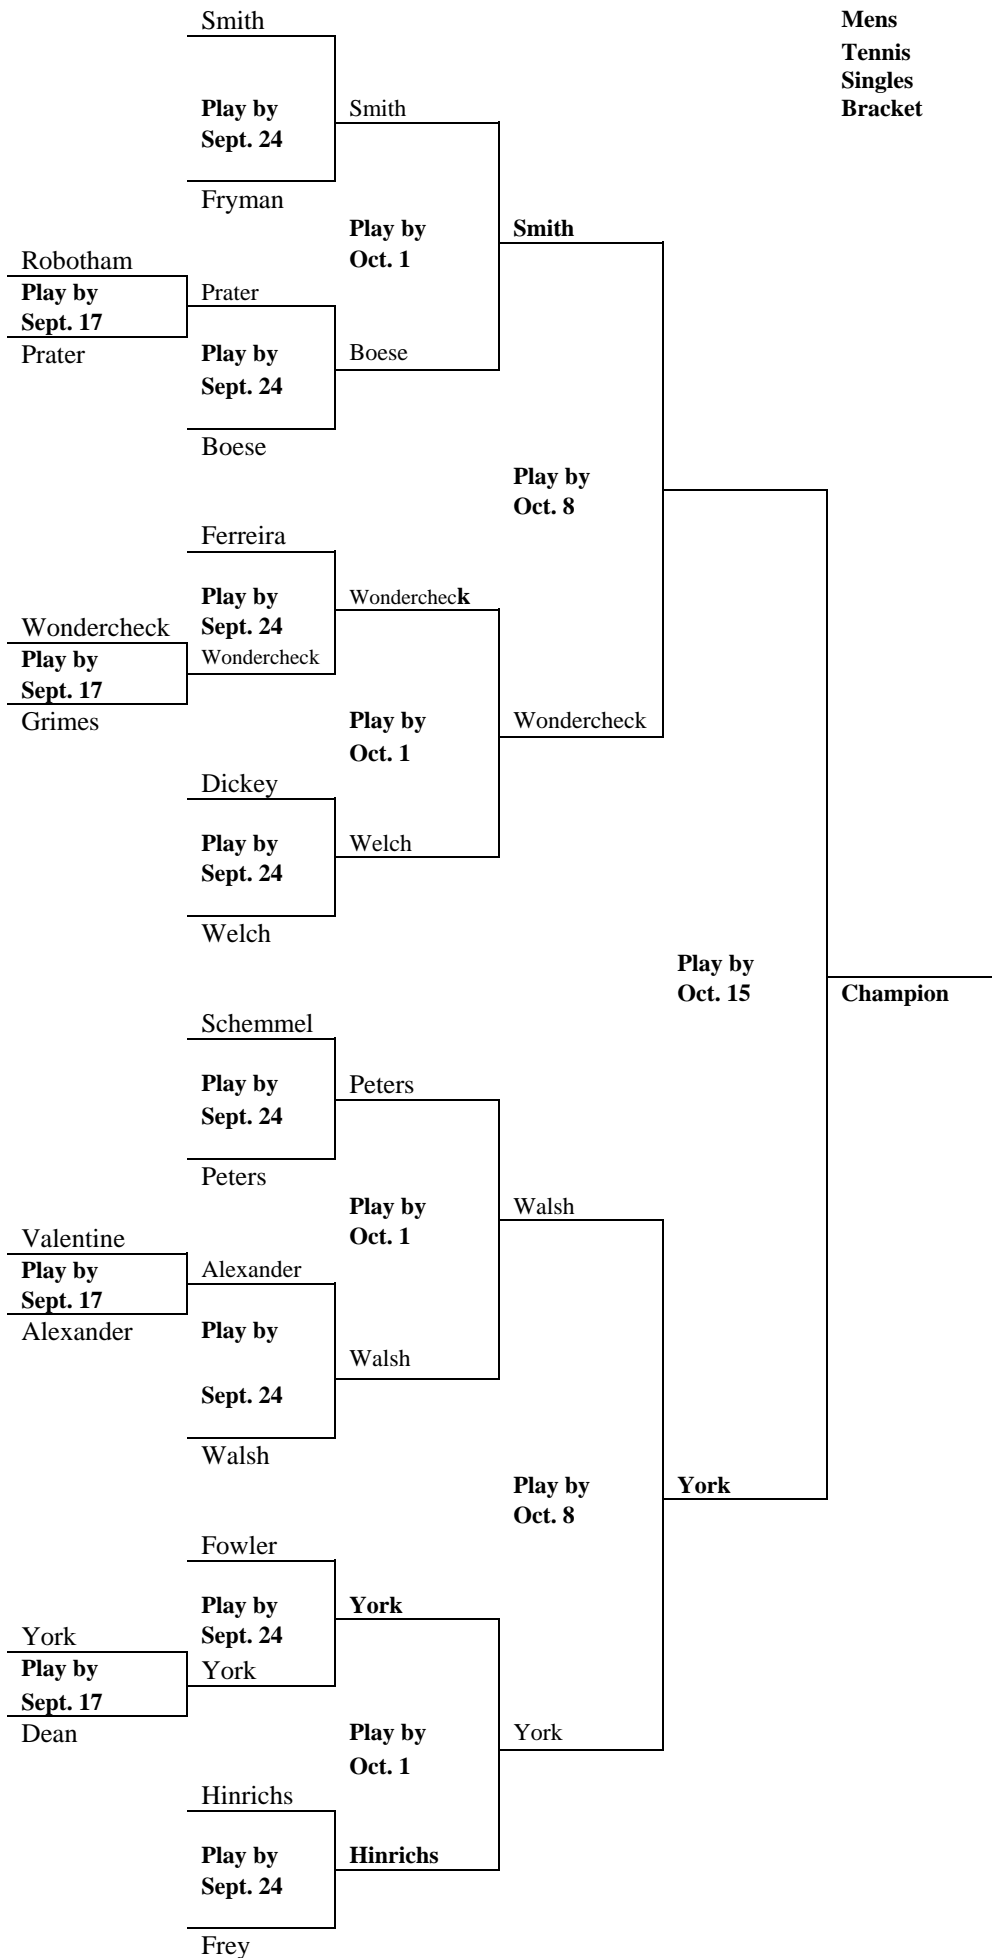 Smith
Mens
Tennis
Singles
Bracket
Play by
Sept. 24
Smith
Fryman
Play by
Oct. 1
Smith
Robotham
Play by
Sept. 17
Prater
Prater
Play by
Sept. 24
Boese
Boese
Play by
Oct. 8
Ferreira
Play by
Sept. 24
Wondercheck
Wondercheck
Play by
Sept. 17
Grimes
Wondercheck
Play by
Oct. 1
Wondercheck
Dickey
Play by
Sept. 24
Welch
Welch
Play by
Oct. 15
Champion
Schemmel
Play by
Sept. 24
Peters
Peters
Play by
Oct. 1
Walsh
Valentine
Play by
Sept. 17
Alexander
Alexander
Play by
Sept. 24
Walsh
Walsh
Play by
Oct. 8
York
Fowler
Play by
Sept. 24
York
York
Play by
Sept. 17
Dean
York
Play by
Oct. 1
York
Hinrichs
Play by
Sept. 24
Hinrichs
Frey